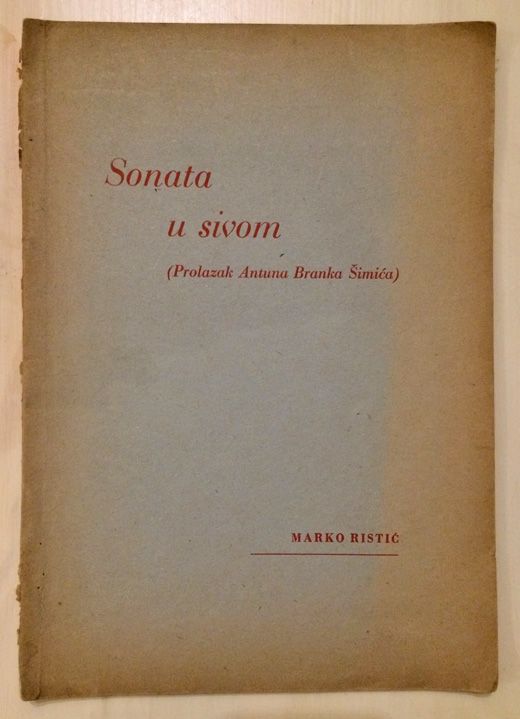 Sonata
u sivom
(Prolazak Antuna Branka Šimića)
MARKO RISTIĆ